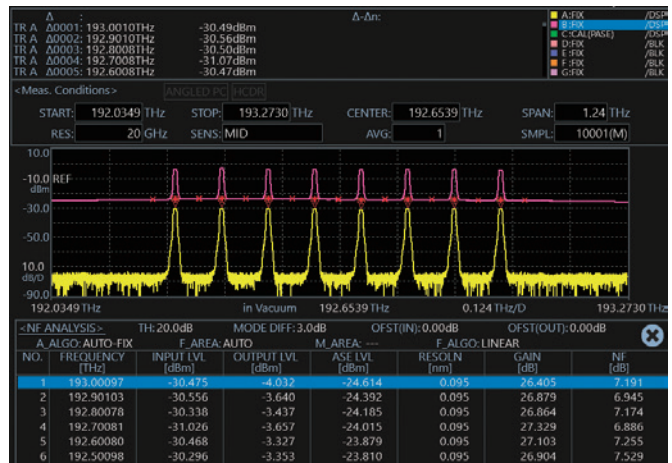 Δ :
Δ-Δn:
TR A Δ0001: 193.0010THz -30.49dBm
TR A Δ0002: 192.9010THz -30.56dBm
TR A Δ0003: 192.8008THz -30.50dBm
TR A Δ0004: 192.7008THz -31.07dBm
TR A Δ0005: 192.6008THz -30.47dBm
A:FIX /DSP
B:FIX /DSP
C:CAL(PASE) /DSP
D:FIX /BLK
E:FIX /BLK
F:FIX /BLK
G:FIX /BLK
<Meas. Conditions> ANGLED PC HCDR
START: 192.0349 THz STOP: 193.2730 THz CENTER: 192.6539 THz SPAN: 1.24 THz
RES: 20 GHz SENS: MID AVG: 1 SMPL: 10001(M)
10.0
-10.0 REF
dBm
-30.0
-50.0
10.0
dB/D
-90.0
192.0349 THz in Vacuum 192.6539 THz 0.124 THz/D 193.2730 THz
<NF ANALYSIS> TH:20.0dB MODE DIFF:3.0dB OFST(IN):0.00dB OFST(OUT):0.00dB
A_ALGO: AUTO-FIX F_AREA: AUTO M_AREA: --- F_ALGO: LINEAR
NO. FREQUENCY INPUT LVL OUTPUT LVL ASE LVL RESOLN GAIN NF
[THz] [dBm] [dBm] [dBm] [nm] [dB] [dB]
1 193.00097 -30.475 -4.032 -24.614 0.095 26.405 7.191
2 192.90103 -30.556 -3.640 -24.392 0.095 26.879 6.945
3 192.80078 -30.338 -3.437 -24.185 0.095 26.864 7.174
4 192.70081 -31.026 -3.657 -24.015 0.095 27.329 6.886
5 192.60080 -30.468 -3.327 -23.879 0.095 27.103 7.255
6 192.50098 -30.296 -3.353 -23.810 0.095 26.904 7.529